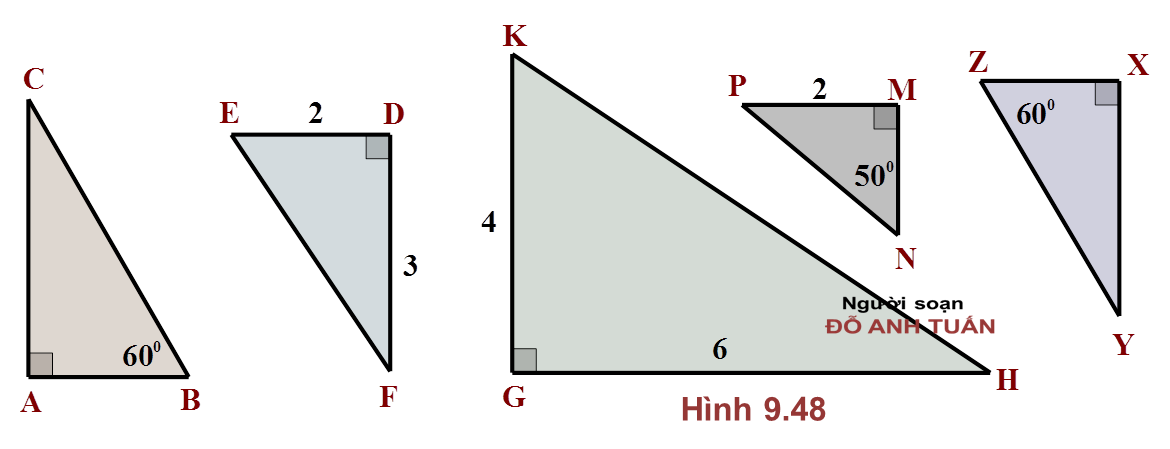 C
A
B
60⁰
E
2
D
3
F
K
4
G
6
H
P
2
M
50⁰
N
Z
X
60⁰
Y
Người soạn
ĐỖ ANH TUẤN
Hình 9.48